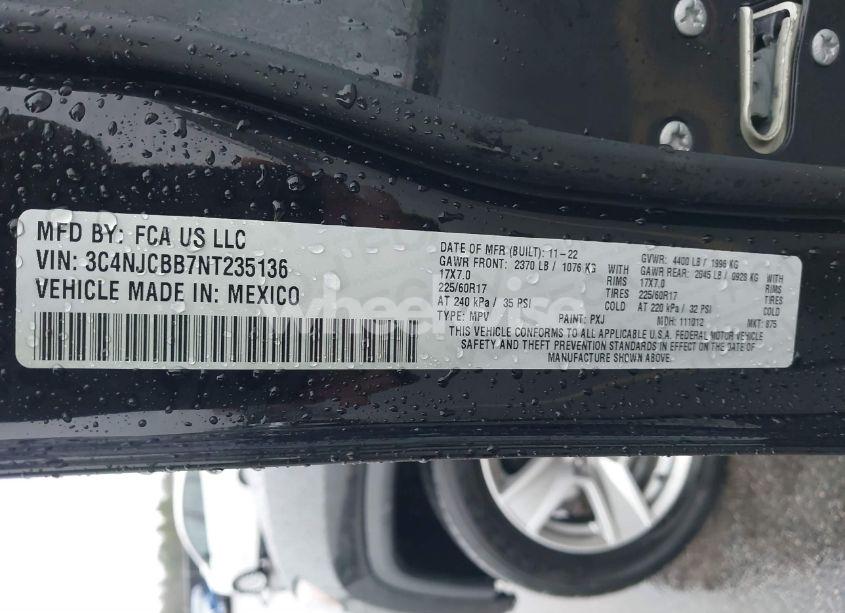 MFD BY: FCA US LLC
VIN: 3C4NJCBB7NT235136
VEHICLE MADE IN: MEXICO
DATE OF MFR (BUILT): 11-22
GAWR FRONT: 2370 LB / 1076 KG WITH
17X7.0 RIMS
225/60R17 TIRES
AT 240 kPa / 35 PSI COLD
TYPE: MPV
GVWR: 4400 LB / 1996 KG
GAWR REAR: 2045 LB / 0928 KG WITH
17X7.0 RIMS
225/60R17 TIRES
AT 220 kPa / 32 PSI COLD
PAINT: PXJ MDH: 111012 MKT: 875
THIS VEHICLE CONFORMS TO ALL APPLICABLE U.S.A. FEDERAL MOTOR VEHICLE
SAFETY AND THEFT PREVENTION STANDARDS IN EFFECT ON THE DATE OF
MANUFACTURE SHOWN ABOVE.